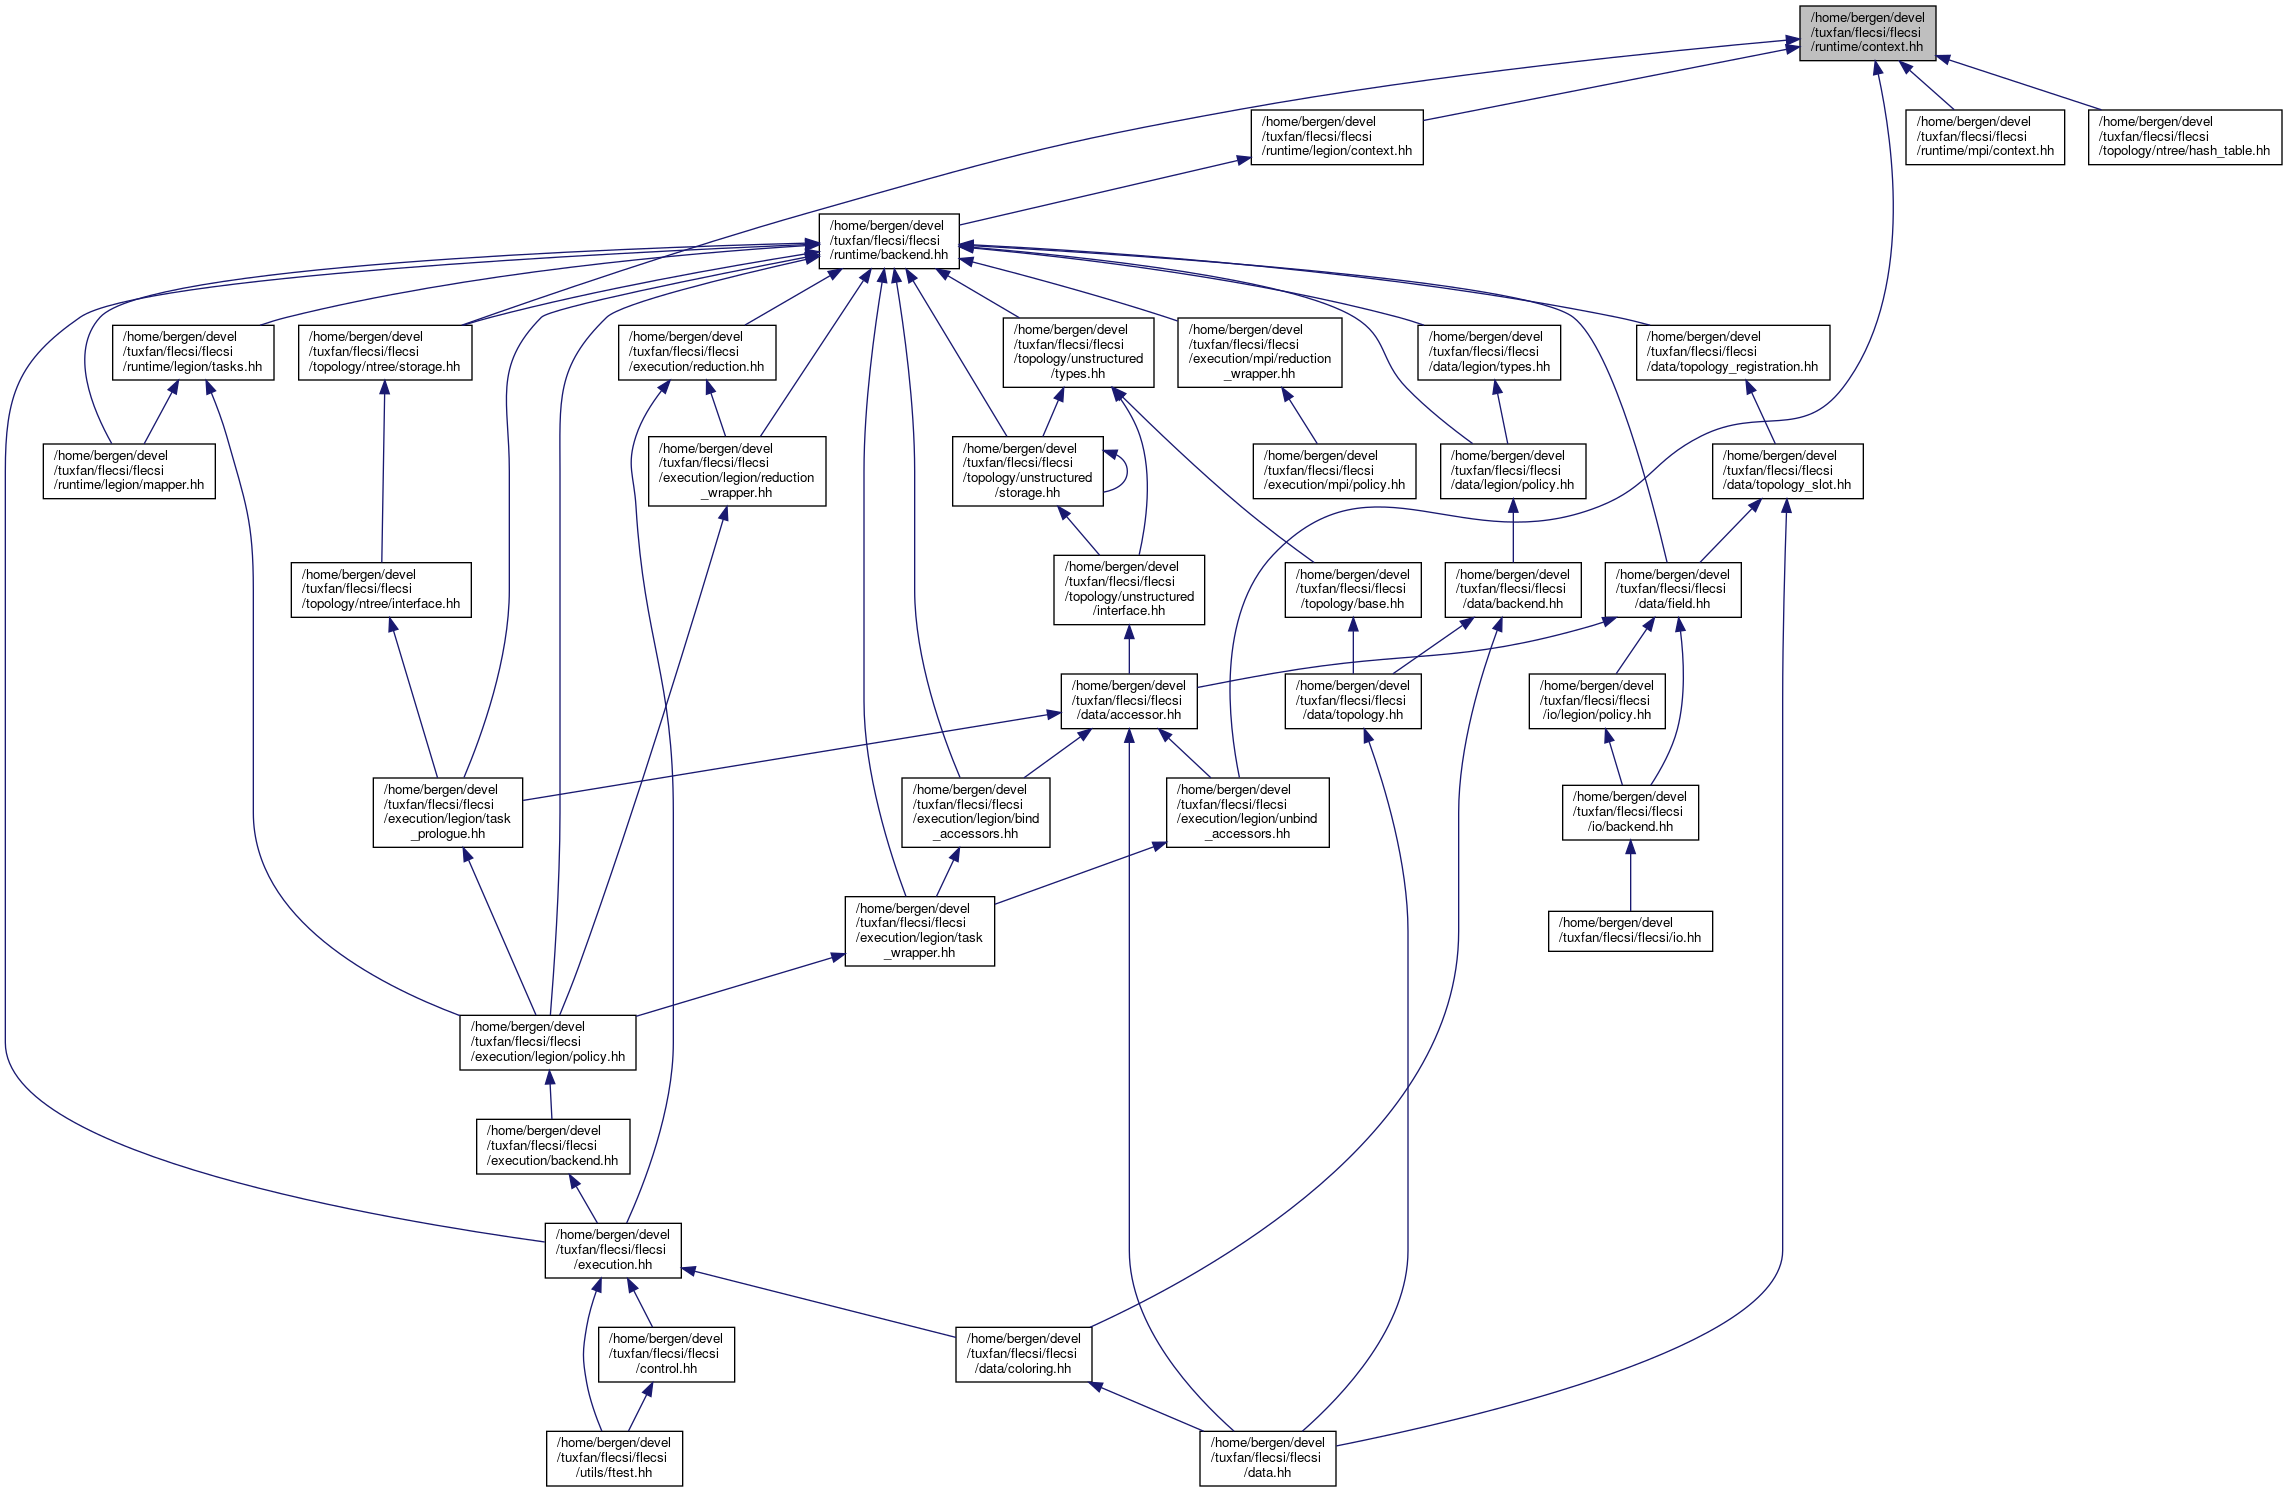 /home/bergen/devel
/tuxfan/flecsi/flecsi
/runtime/context.hh
/home/bergen/devel
/tuxfan/flecsi/flecsi
/runtime/legion/context.hh
/home/bergen/devel
/tuxfan/flecsi/flecsi
/runtime/mpi/context.hh
/home/bergen/devel
/tuxfan/flecsi/flecsi
/topology/ntree/hash_table.hh
/home/bergen/devel
/tuxfan/flecsi/flecsi
/runtime/backend.hh
/home/bergen/devel
/tuxfan/flecsi/flecsi
/runtime/legion/tasks.hh
/home/bergen/devel
/tuxfan/flecsi/flecsi
/topology/ntree/storage.hh
/home/bergen/devel
/tuxfan/flecsi/flecsi
/execution/reduction.hh
/home/bergen/devel
/tuxfan/flecsi/flecsi
/topology/unstructured
/types.hh
/home/bergen/devel
/tuxfan/flecsi/flecsi
/execution/mpi/reduction
_wrapper.hh
/home/bergen/devel
/tuxfan/flecsi/flecsi
/data/legion/types.hh
/home/bergen/devel
/tuxfan/flecsi/flecsi
/data/topology_registration.hh
/home/bergen/devel
/tuxfan/flecsi/flecsi
/runtime/legion/mapper.hh
/home/bergen/devel
/tuxfan/flecsi/flecsi
/execution/legion/reduction
_wrapper.hh
/home/bergen/devel
/tuxfan/flecsi/flecsi
/topology/unstructured
/storage.hh
/home/bergen/devel
/tuxfan/flecsi/flecsi
/execution/mpi/policy.hh
/home/bergen/devel
/tuxfan/flecsi/flecsi
/data/legion/policy.hh
/home/bergen/devel
/tuxfan/flecsi/flecsi
/data/topology_slot.hh
/home/bergen/devel
/tuxfan/flecsi/flecsi
/topology/ntree/interface.hh
/home/bergen/devel
/tuxfan/flecsi/flecsi
/topology/unstructured
/interface.hh
/home/bergen/devel
/tuxfan/flecsi/flecsi
/topology/base.hh
/home/bergen/devel
/tuxfan/flecsi/flecsi
/data/backend.hh
/home/bergen/devel
/tuxfan/flecsi/flecsi
/data/field.hh
/home/bergen/devel
/tuxfan/flecsi/flecsi
/data/accessor.hh
/home/bergen/devel
/tuxfan/flecsi/flecsi
/data/topology.hh
/home/bergen/devel
/tuxfan/flecsi/flecsi
/io/legion/policy.hh
/home/bergen/devel
/tuxfan/flecsi/flecsi
/execution/legion/task
_prologue.hh
/home/bergen/devel
/tuxfan/flecsi/flecsi
/execution/legion/bind
_accessors.hh
/home/bergen/devel
/tuxfan/flecsi/flecsi
/execution/legion/unbind
_accessors.hh
/home/bergen/devel
/tuxfan/flecsi/flecsi
/io/backend.hh
/home/bergen/devel
/tuxfan/flecsi/flecsi
/execution/legion/task
_wrapper.hh
/home/bergen/devel
/tuxfan/flecsi/flecsi/io.hh
/home/bergen/devel
/tuxfan/flecsi/flecsi
/execution/legion/policy.hh
/home/bergen/devel
/tuxfan/flecsi/flecsi
/execution/backend.hh
/home/bergen/devel
/tuxfan/flecsi/flecsi
/execution.hh
/home/bergen/devel
/tuxfan/flecsi/flecsi
/control.hh
/home/bergen/devel
/tuxfan/flecsi/flecsi
/data/coloring.hh
/home/bergen/devel
/tuxfan/flecsi/flecsi
/utils/ftest.hh
/home/bergen/devel
/tuxfan/flecsi/flecsi
/data.hh